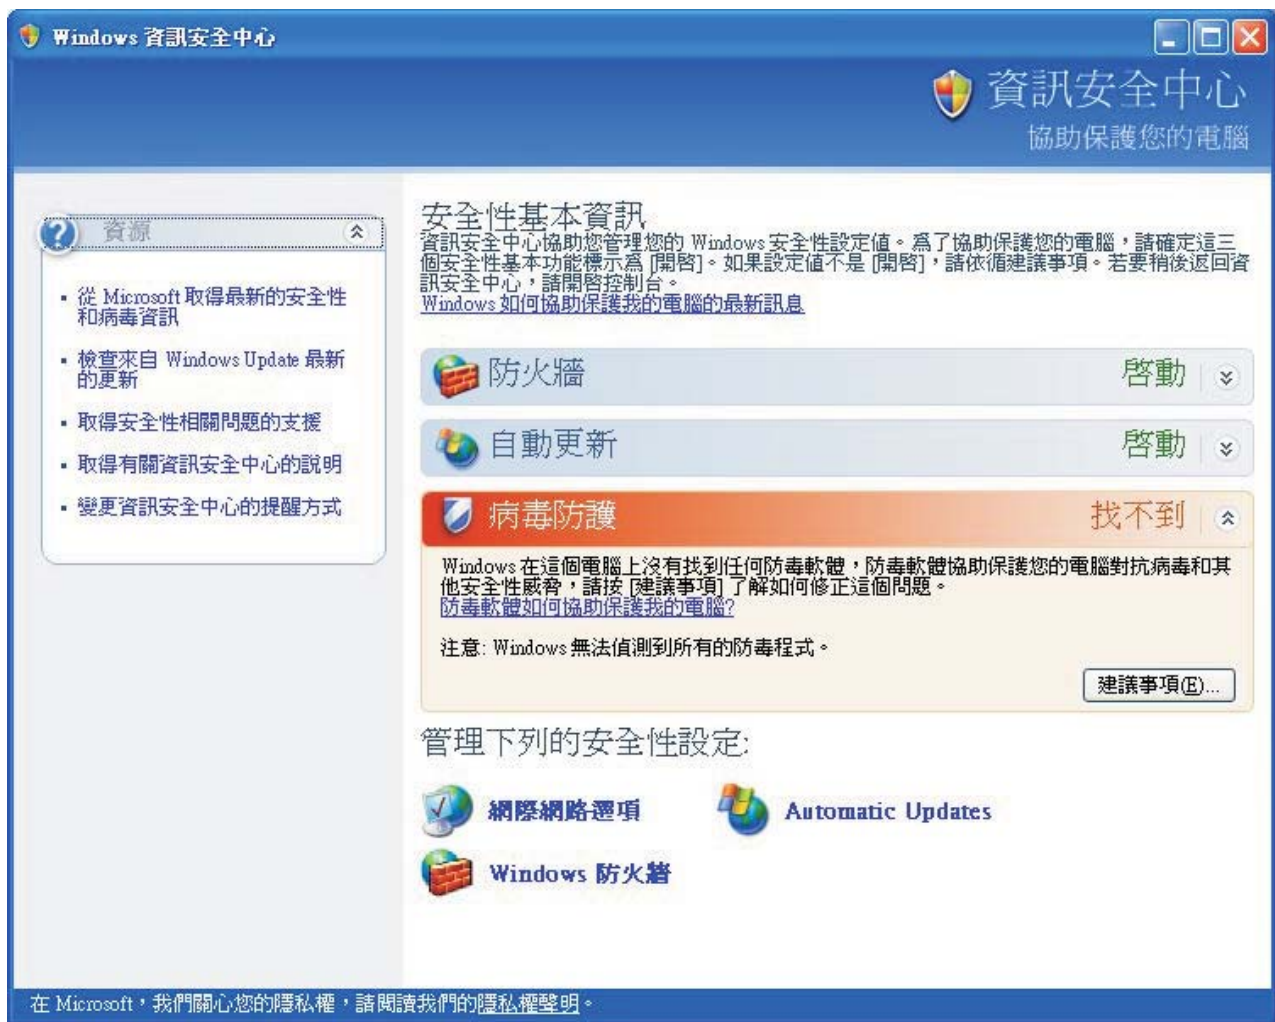 Windows 資訊安全中心
資訊安全中心
協助保護您的電腦
資源
從 Microsoft 取得最新的安全性
和病毒資訊
檢查來自 Windows Update 最新
的更新
取得安全性相關問題的支援
取得有關資訊安全中心的說明
變更資訊安全中心的提醒方式
安全性基本資訊
資訊安全中心協助您管理您的 Windows 安全性設定值。為了協助保護您的電腦，請確定這三
個安全性基本功能標示為 [開啓]。如果設定值不是 [開啓]，請依循建議事項。若要稍後返回資
訊安全中心，請開啓控制台。
Windows 如何協助保護我的電腦的最新訊息
防火牆 啓動
自動更新 啓動
病毒防護 找不到
Windows 在這個電腦上沒有找到任何防毒軟體，防毒軟體協助保護您的電腦對抗病毒和其
他安全性威脅，請按 [建議事項] 了解如何修正這個問題。
防毒軟體如何協助保護我的電腦?
注意: Windows 無法偵測到所有的防毒程式。
建議事項(E)...
管理下列的安全性設定:
網際網路選項 Automatic Updates
Windows 防火牆
在 Microsoft，我們關心您的隱私權，請閱讀我們的隱私權聲明。